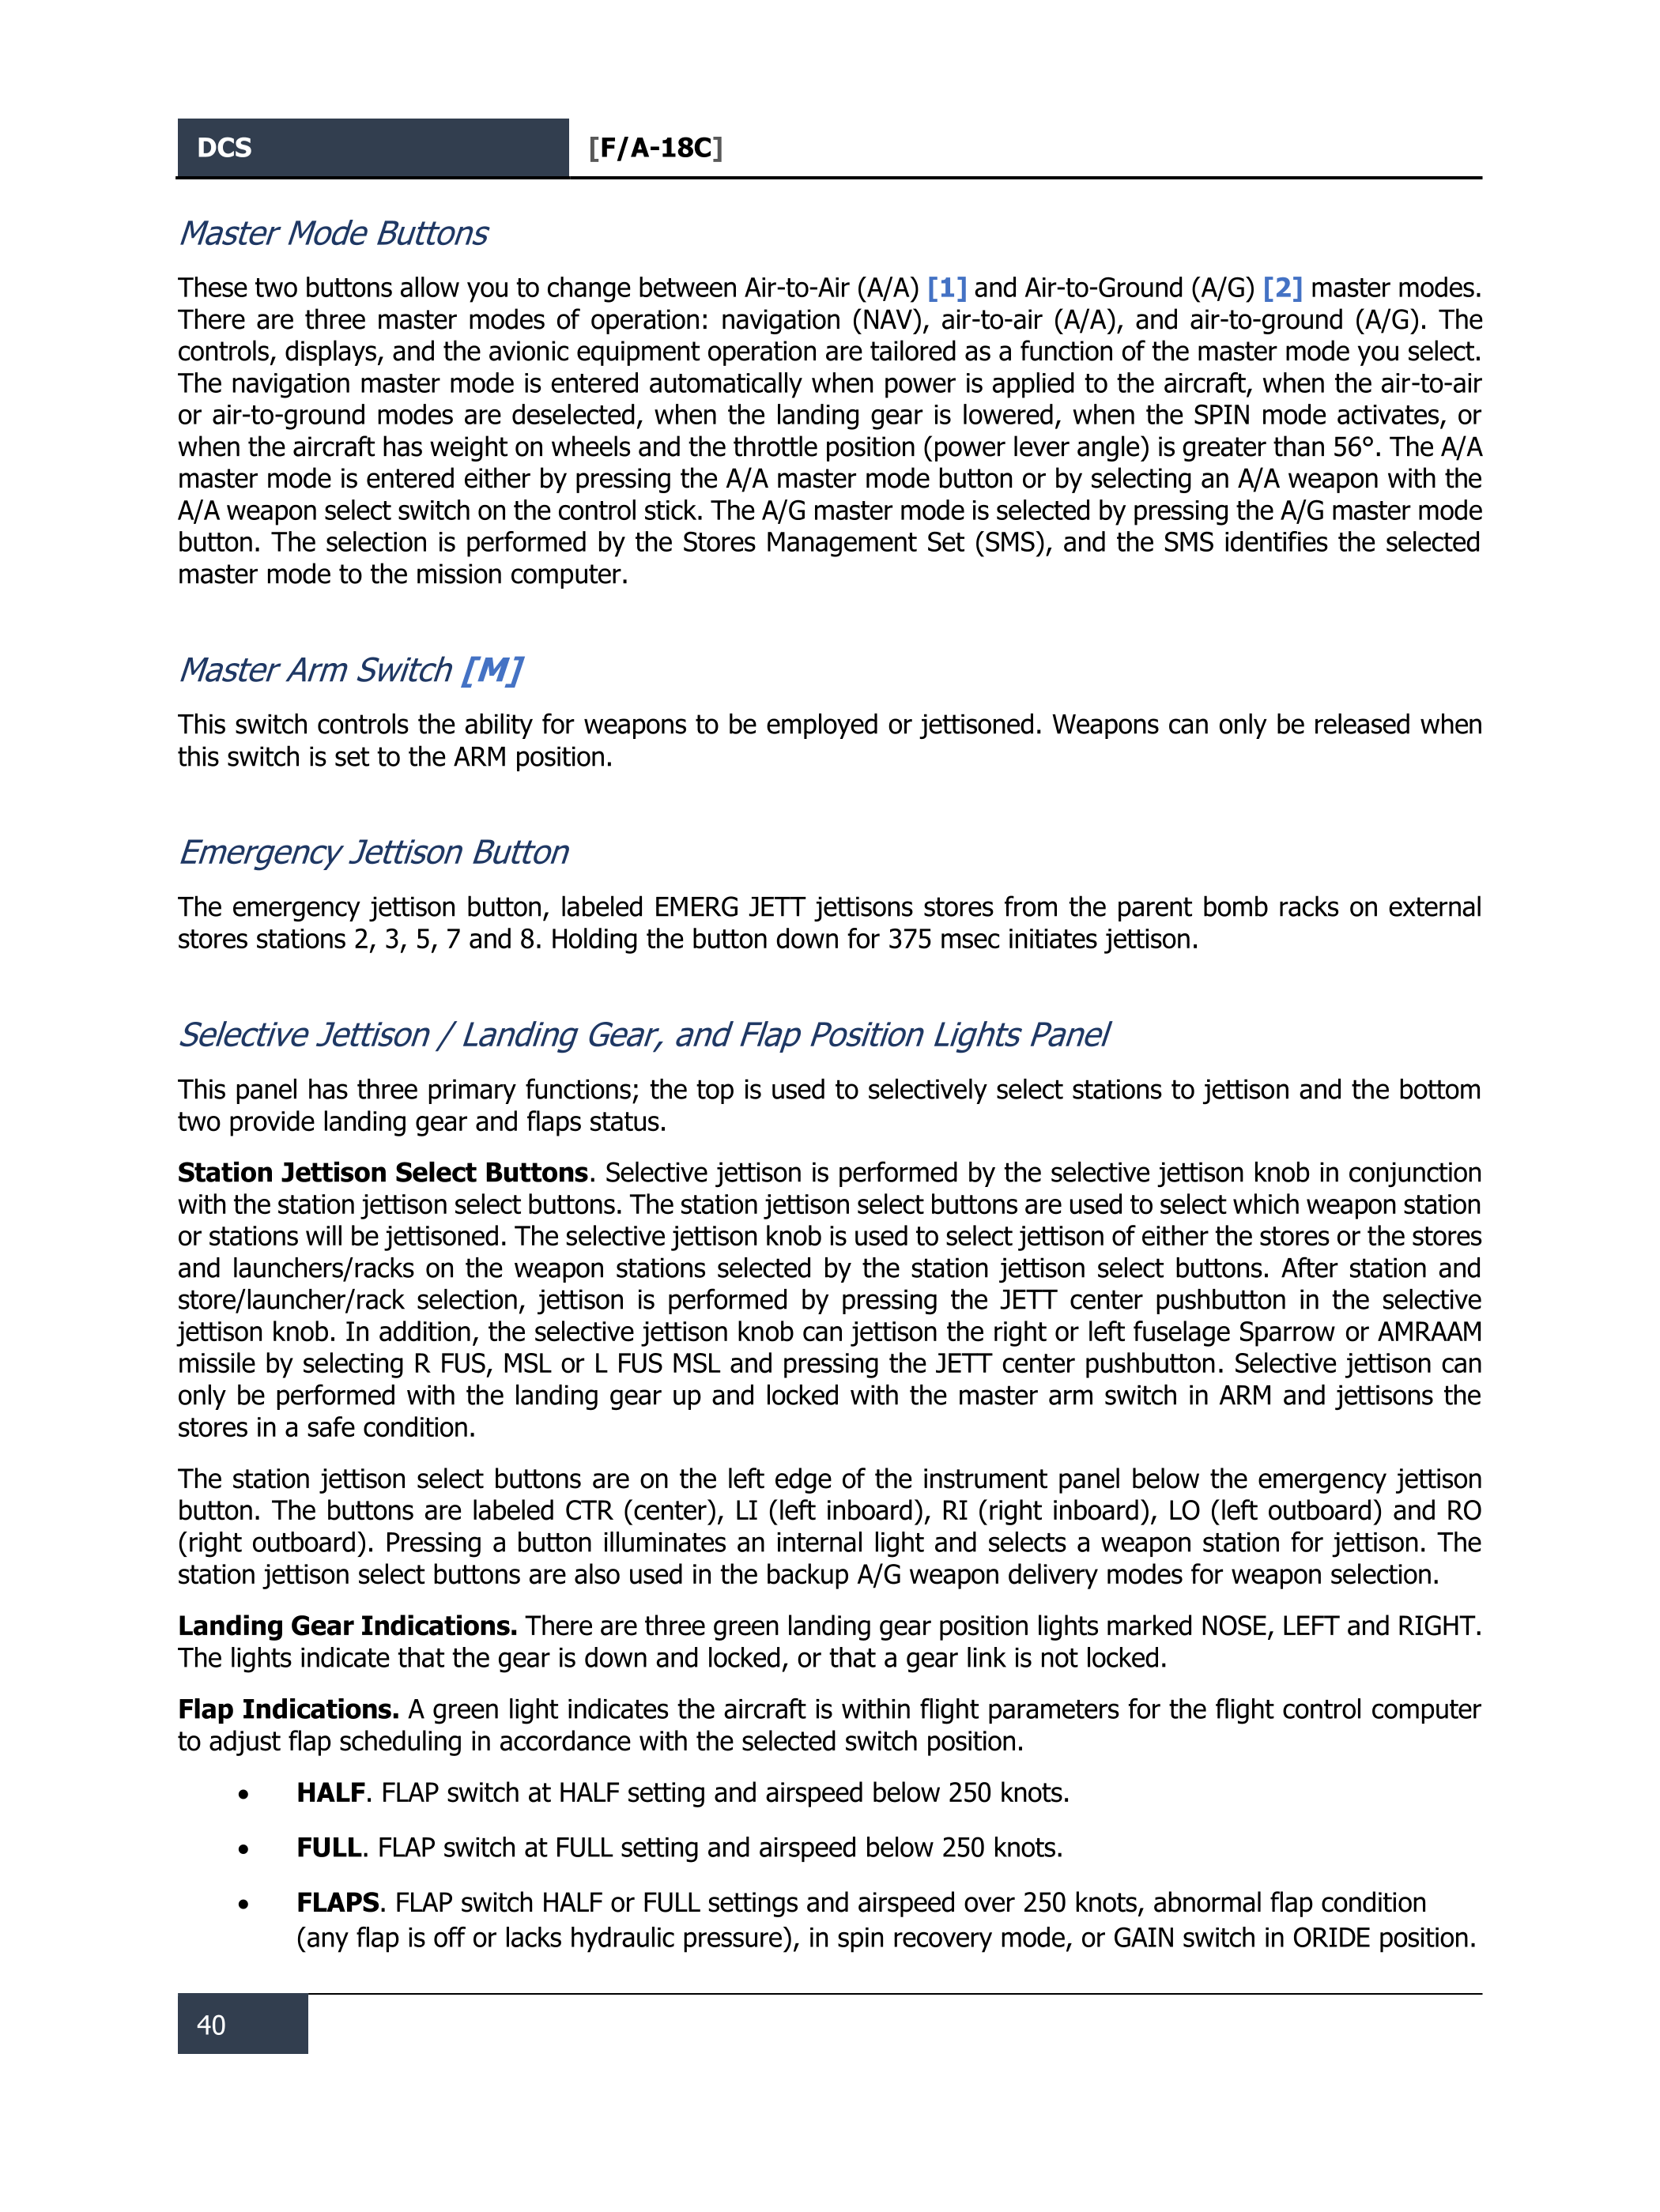 DCS [F/A-18C]
Master Mode Buttons
These two buttons allow you to change between Air-to-Air (A/A) [1] and Air-to-Ground (A/G) [2] master modes.
There are three master modes of operation: navigation (NAV), air-to-air (A/A), and air-to-ground (A/G). The
controls, displays, and the avionic equipment operation are tailored as a function of the master mode you select.
The navigation master mode is entered automatically when power is applied to the aircraft, when the air-to-air
or air-to-ground modes are deselected, when the landing gear is lowered, when the SPIN mode activates, or
when the aircraft has weight on wheels and the throttle position (power lever angle) is greater than 56°. The A/A
master mode is entered either by pressing the A/A master mode button or by selecting an A/A weapon with the
A/A weapon select switch on the control stick. The A/G master mode is selected by pressing the A/G master mode
button. The selection is performed by the Stores Management Set (SMS), and the SMS identifies the selected
master mode to the mission computer.
Master Arm Switch [M]
This switch controls the ability for weapons to be employed or jettisoned. Weapons can only be released when
this switch is set to the ARM position.
Emergency Jettison Button
The emergency jettison button, labeled EMERG JETT jettisons stores from the parent bomb racks on external
stores stations 2, 3, 5, 7 and 8. Holding the button down for 375 msec initiates jettison.
Selective Jettison / Landing Gear, and Flap Position Lights Panel
This panel has three primary functions; the top is used to selectively select stations to jettison and the bottom
two provide landing gear and flaps status.
Station Jettison Select Buttons. Selective jettison is performed by the selective jettison knob in conjunction
with the station jettison select buttons. The station jettison select buttons are used to select which weapon station
or stations will be jettisoned. The selective jettison knob is used to select jettison of either the stores or the stores
and launchers/racks on the weapon stations selected by the station jettison select buttons. After station and
store/launcher/rack selection, jettison is performed by pressing the JETT center pushbutton in the selective
jettison knob. In addition, the selective jettison knob can jettison the right or left fuselage Sparrow or AMRAAM
missile by selecting R FUS, MSL or L FUS MSL and pressing the JETT center pushbutton. Selective jettison can
only be performed with the landing gear up and locked with the master arm switch in ARM and jettisons the
stores in a safe condition.
The station jettison select buttons are on the left edge of the instrument panel below the emergency jettison
button. The buttons are labeled CTR (center), LI (left inboard), RI (right inboard), LO (left outboard) and RO
(right outboard). Pressing a button illuminates an internal light and selects a weapon station for jettison. The
station jettison select buttons are also used in the backup A/G weapon delivery modes for weapon selection.
Landing Gear Indications. There are three green landing gear position lights marked NOSE, LEFT and RIGHT.
The lights indicate that the gear is down and locked, or that a gear link is not locked.
Flap Indications. A green light indicates the aircraft is within flight parameters for the flight control computer
to adjust flap scheduling in accordance with the selected switch position.
• HALF. FLAP switch at HALF setting and airspeed below 250 knots.
• FULL. FLAP switch at FULL setting and airspeed below 250 knots.
• FLAPS. FLAP switch HALF or FULL settings and airspeed over 250 knots, abnormal flap condition
(any flap is off or lacks hydraulic pressure), in spin recovery mode, or GAIN switch in ORIDE position.
40